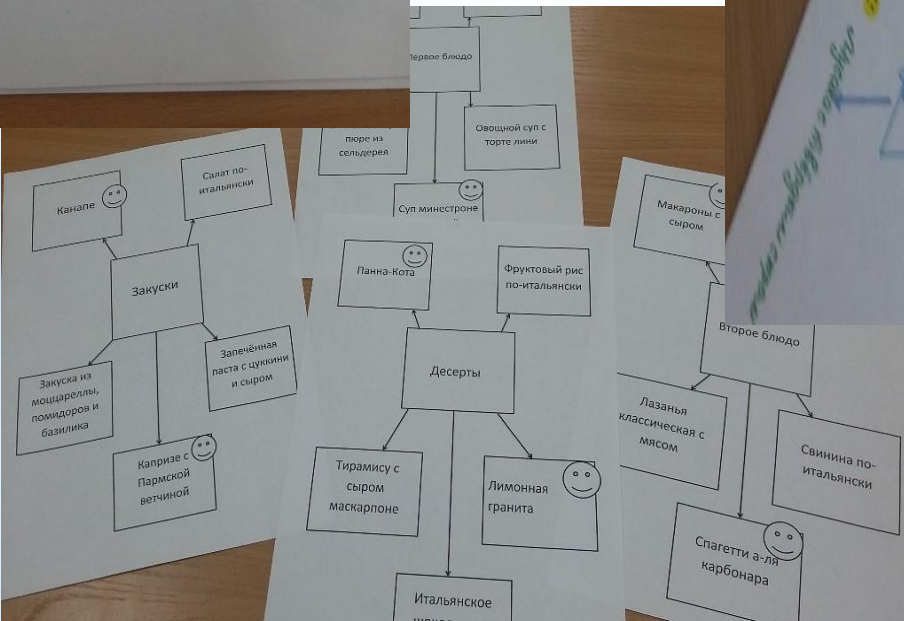 Первое блюдо
пюре из
сельдерея
Овощной суп с
торте лини
Суп минестроне
Канапе
Салат по-
итальянски
Закуски
Закуска из
моццареллы,
помидоров и
базилика
Запечённая
паста с цуккини
и сыром
Капризе с
Пармской
ветчиной
Панна-Кота
Фруктовый рис
по-итальянски
Десерты
Тирамису с
сыром
маскарпоне
Лимонная
гранита
Итальянское
Макароны с
сыром
Второе блюдо
Лазанья
классическая с
мясом
Свинина по-
итальянски
Спагетти а-ля
карбонара